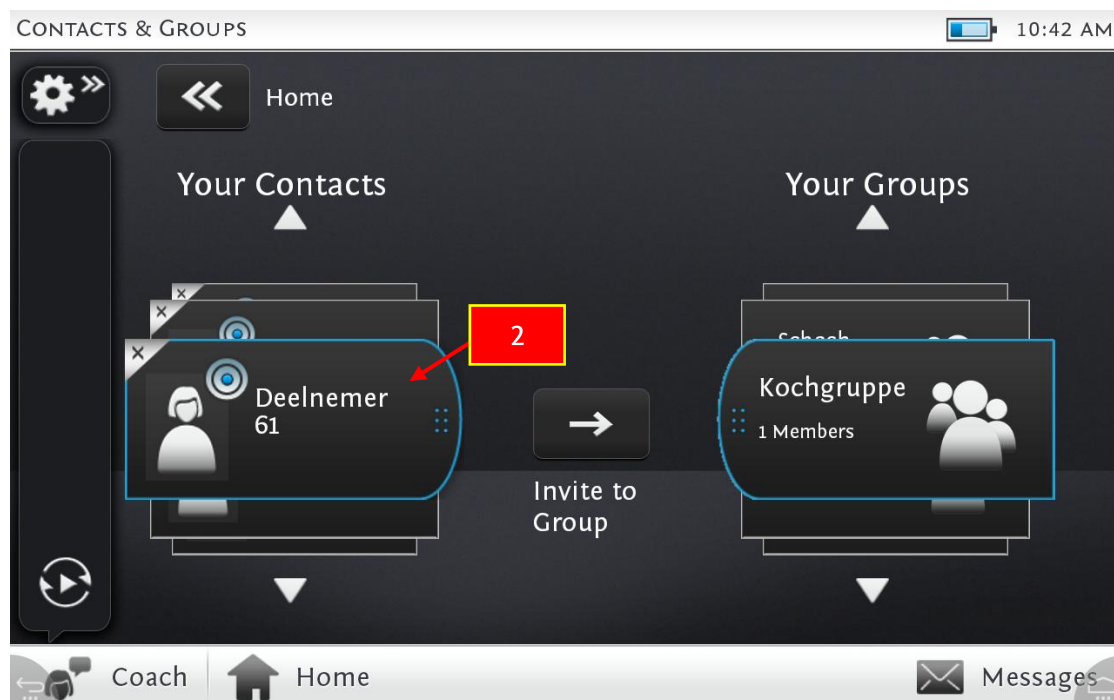 CONTACTS & GROUPS
10:42 AM
Home
Your Contacts
Your Groups
2
Schach
Deelnemer
61
Kochgruppe
1 Members
Invite to
Group
Coach
Home
Messages